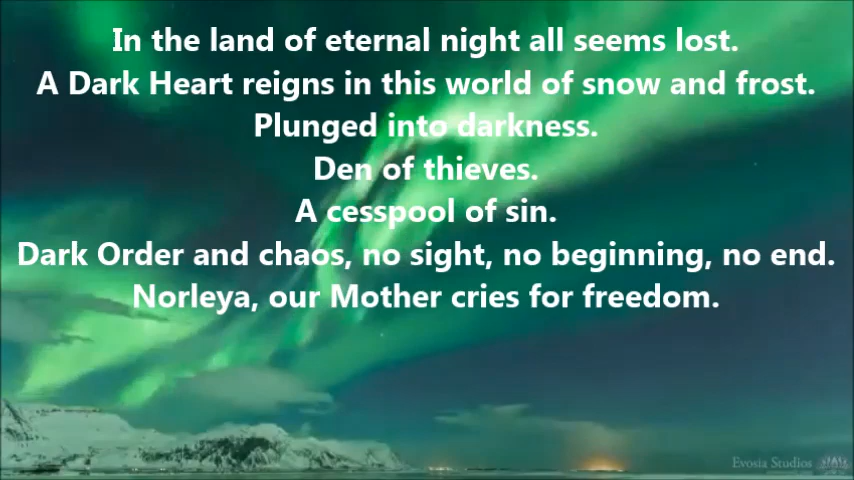 In the land of eternal night all seems lost.
A Dark Heart reigns in this world of snow and frost.
Plunged into darkness.
Den of thieves.
A cesspool of sin.
Dark Order and chaos, no sight, no beginning, no end.
Norleya, our Mother cries for freedom.
Evosia Studios